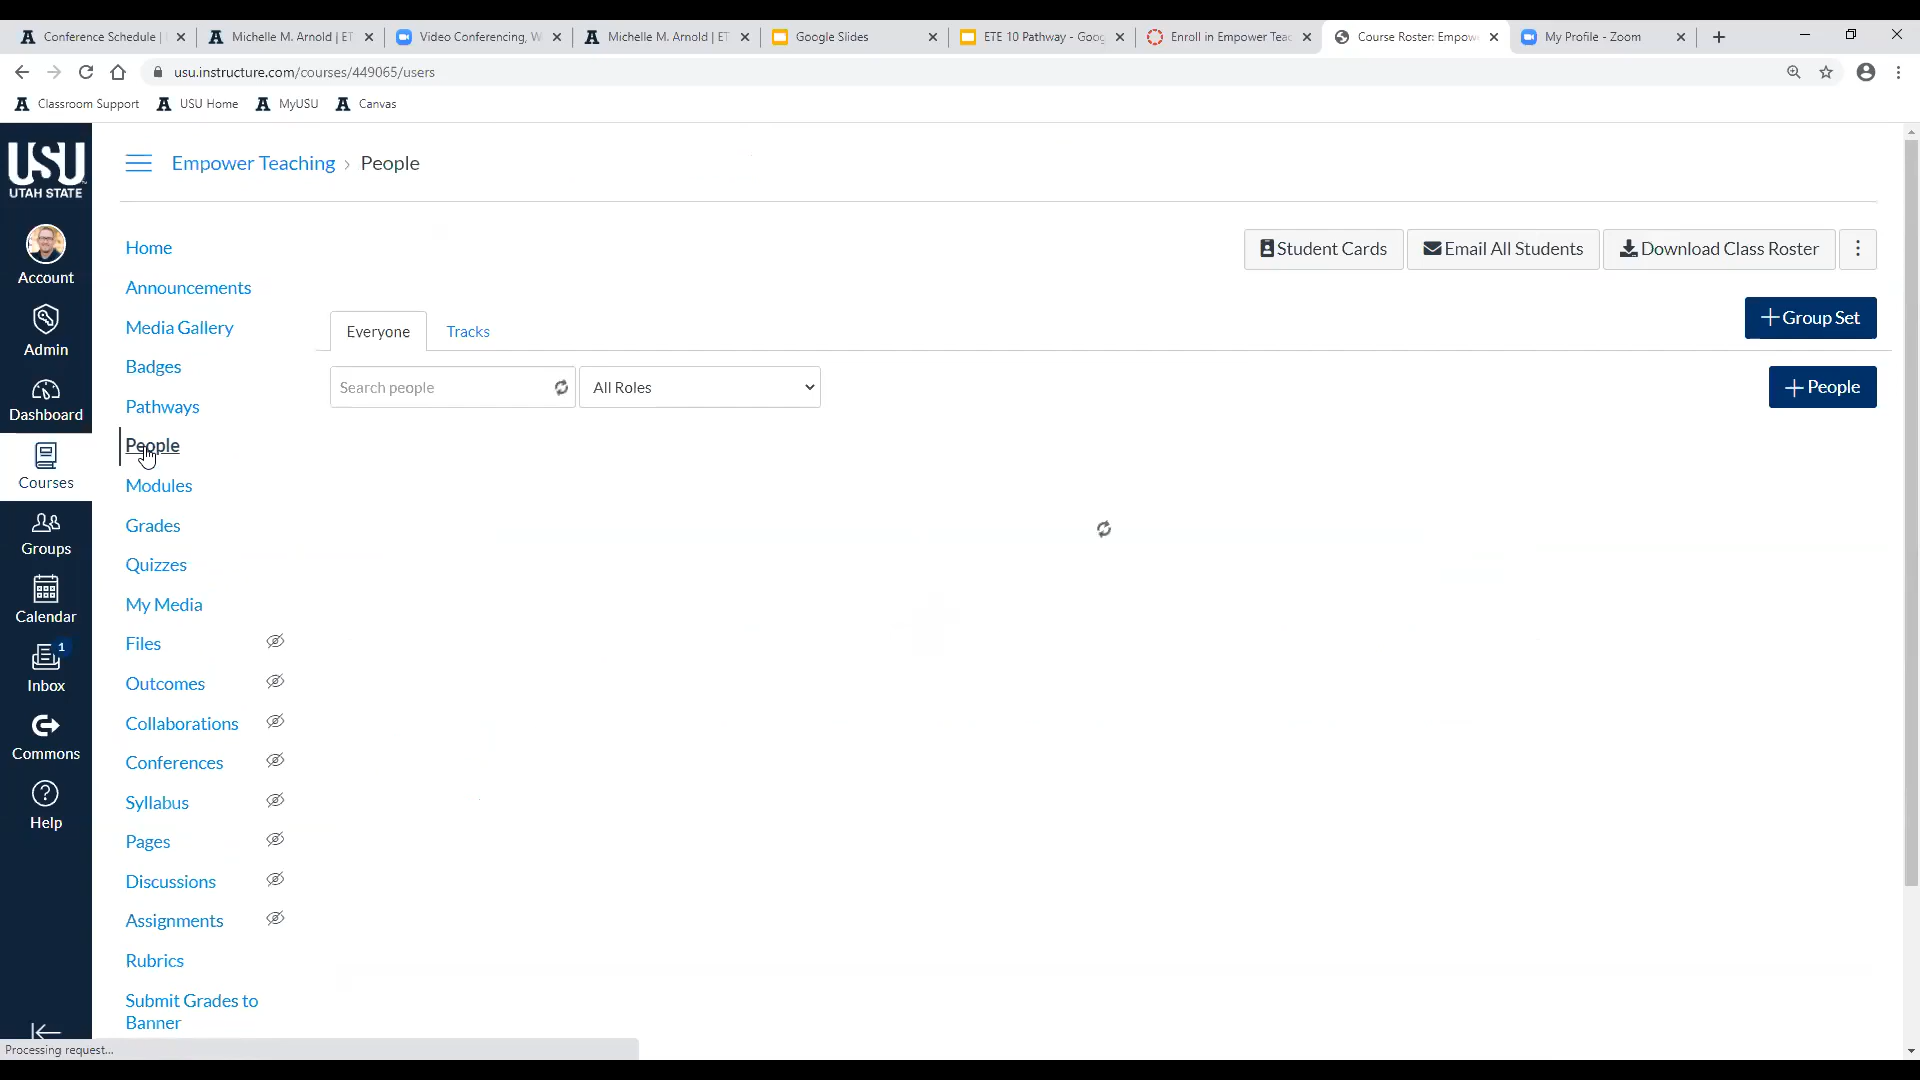 Conference Schedule |
Michelle M. Arnold | ET
Video Conferencing, W
Michelle M. Arnold | ET
Google Slides
ETE 10 Pathway - Goog
Enroll in Empower Teac
Course Roster: Empow
My Profile - Zoom
usu.instructure.com/courses/449065/users
Classroom Support
USU Home
MyUSU
Canvas
USU
UTAH STATE
Empower Teaching › People
Account
Admin
Dashboard
Courses
Groups
Calendar
1
Inbox
Commons
Help
Home
Announcements
Media Gallery
Badges
Pathways
People
Modules
Grades
Quizzes
My Media
Files
Outcomes
Collaborations
Conferences
Syllabus
Pages
Discussions
Assignments
Rubrics
Submit Grades to
Banner
Student Cards
Email All Students
Download Class Roster
Everyone
Tracks
+ Group Set
Search people
All Roles
+ People
Processing request...